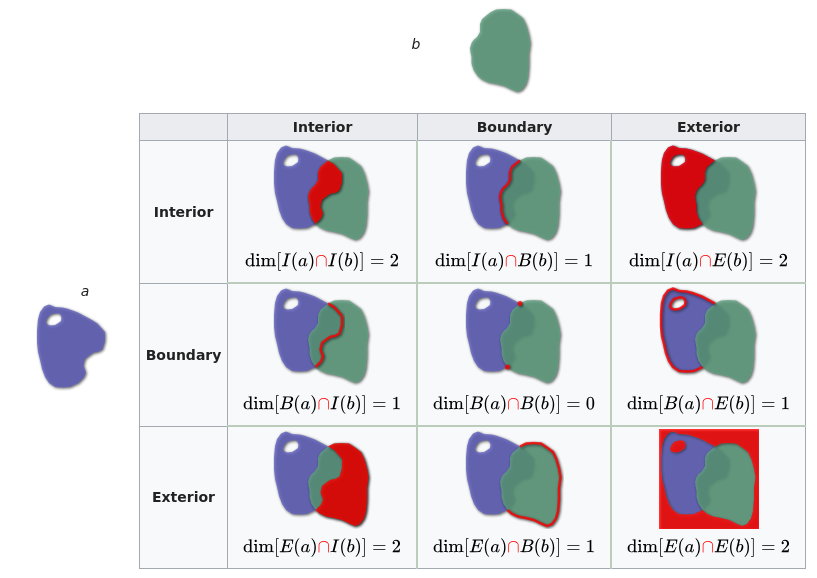 b
Interior Boundary Exterior
Interior
dim[I(a)∩I(b)] = 2 dim[I(a)∩B(b)] = 1 dim[I(a)∩E(b)] = 2
a
Boundary
dim[B(a)∩I(b)] = 1 dim[B(a)∩B(b)] = 0 dim[B(a)∩E(b)] = 1
Exterior
dim[E(a)∩I(b)] = 2 dim[E(a)∩B(b)] = 1 dim[E(a)∩E(b)] = 2